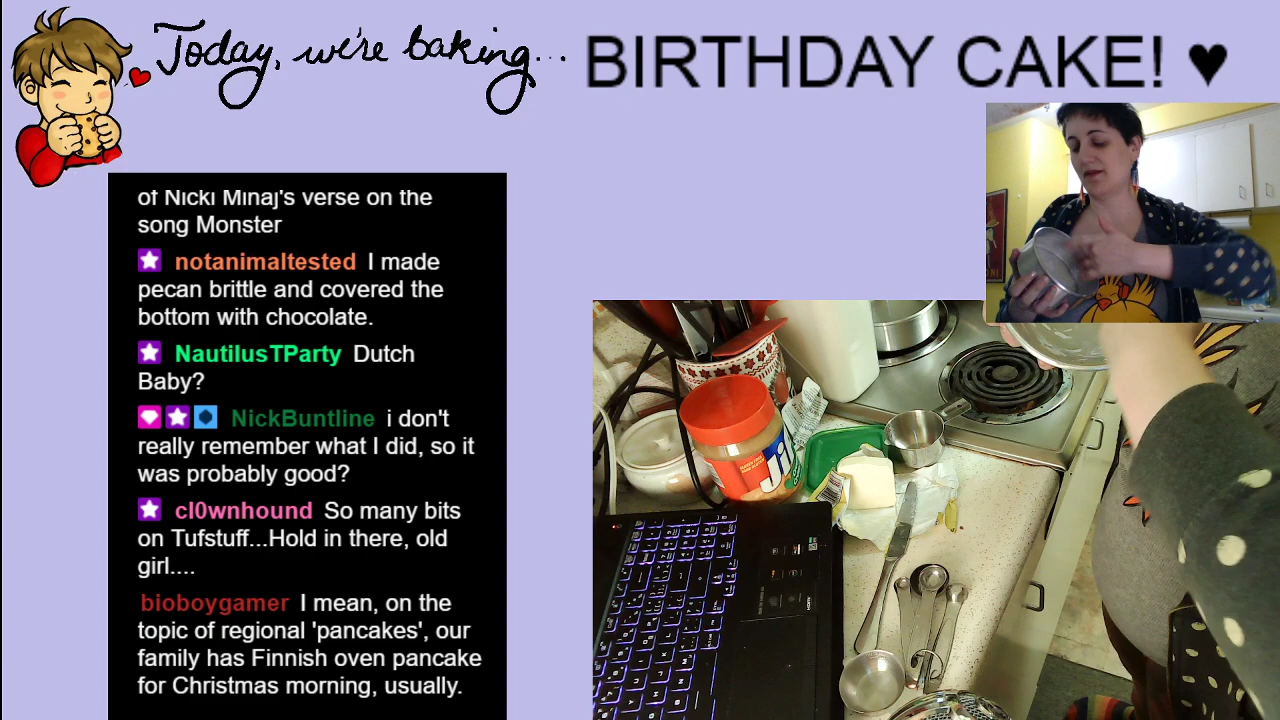 Today, we're baking... BIRTHDAY CAKE! ♥
of Nicki Minaj's verse on the
song Monster
notanimaltested I made
pecan brittle and covered the
bottom with chocolate.
NautilusTParty Dutch
Baby?
NickBuntline i don't
really remember what I did, so it
was probably good?
cl0wnhound So many bits
on Tufstuff...Hold in there, old
girl....
bioboygamer I mean, on the
topic of regional 'pancakes', our
family has Finnish oven pancake
for Christmas morning, usually.